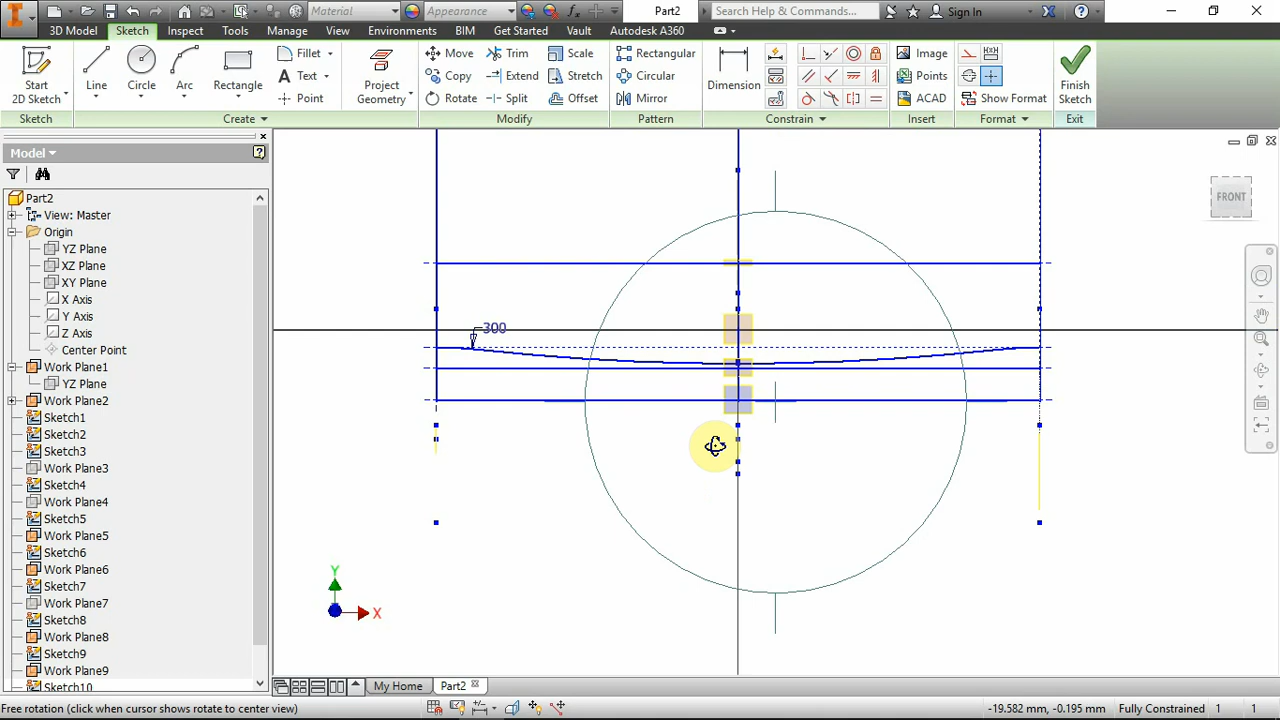 Material
Appearance
fx
Part2
Search Help & Commands...
Sign In
3D Model
Sketch
Inspect
Tools
Manage
View
Environments
BIM
Get Started
Vault
Autodesk A360
Start
2D Sketch
Line
Circle
Arc
Rectangle
Fillet
Text
Point
Project
Geometry
Move
Copy
Rotate
Trim
Extend
Split
Scale
Stretch
Offset
Rectangular
Circular
Mirror
Dimension
Image
Points
ACAD
Show Format
Finish
Sketch
Sketch
Create
Modify
Pattern
Constrain
Insert
Format
Exit
Model
Part2
View: Master
Origin
YZ Plane
XZ Plane
XY Plane
X Axis
Y Axis
Z Axis
Center Point
Work Plane1
YZ Plane
Work Plane2
Sketch1
Sketch2
Sketch3
Work Plane3
Sketch4
Work Plane4
Sketch5
Work Plane5
Sketch6
Work Plane6
Sketch7
Work Plane7
Sketch8
Work Plane8
Sketch9
Work Plane9
Sketch10
300
FRONT
Y
X
My Home
Part2
Free rotation (click when cursor shows rotate to center view)
-19.582 mm, -0.195 mm
Fully Constrained
1
1